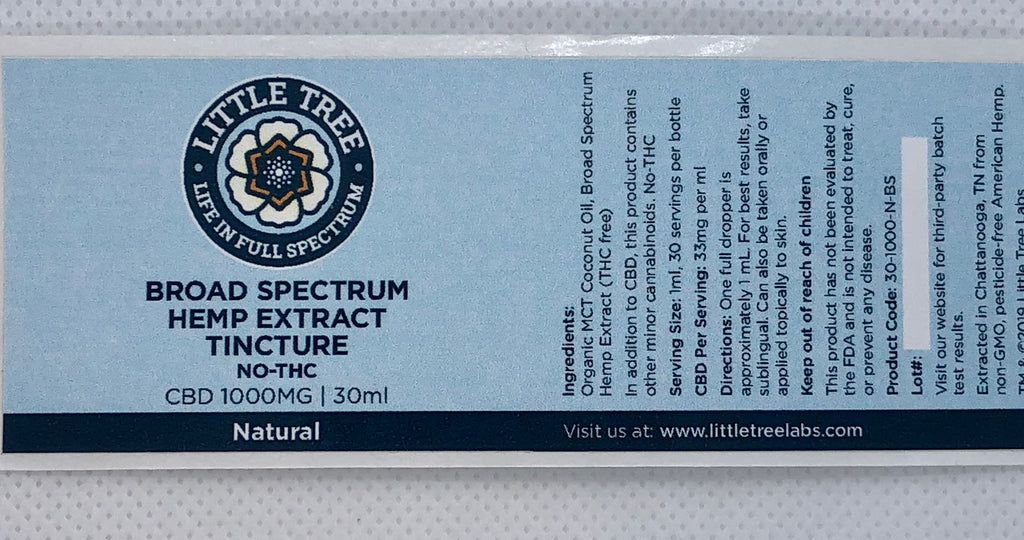 LITTLE TREE
LIFE IN FULL SPECTRUM
BROAD SPECTRUM
HEMP EXTRACT
TINCTURE
NO-THC
CBD 1000MG | 30ml
Natural
Ingredients:
Organic MCT Coconut Oil, Broad Spectrum
Hemp Extract (THC free)
In addition to CBD, this product contains
other minor cannabinoids. No-THC
Serving Size: 1ml, 30 servings per bottle
CBD Per Serving: 33mg per ml
Directions: One full dropper is
approximately 1 mL. For best results, take
sublingual. Can also be taken orally or
applied topically to skin.
Keep out of reach of children
This product has not been evaluated by
the FDA and is not intended to treat, cure,
or prevent any disease.
Product Code: 30-1000-N-BS
Lot#:
Visit our website for third-party batch
test results.
Extracted in Chattanooga, TN from
non-GMO, pesticide-free American Hemp.
TM &©2019 Little Tree Labs
Visit us at: www.littletreelabs.com